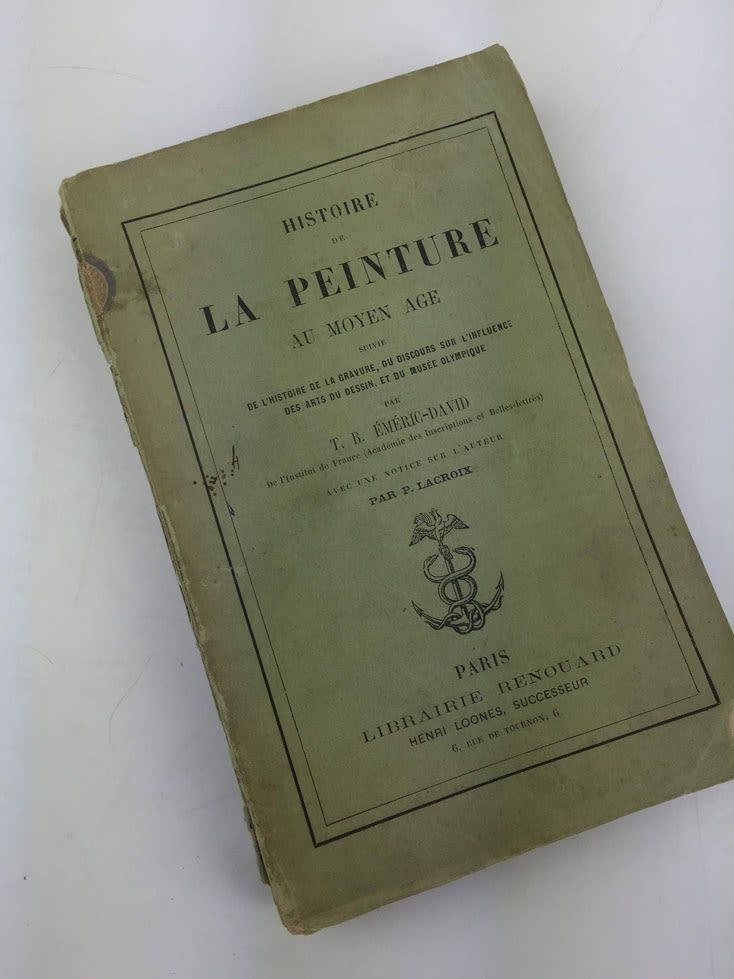 HISTOIRE
DE
LA PEINTURE
AU MOYEN AGE
SUIVIE
DE L'HISTOIRE DE LA GRAVURE, DU DISCOURS SUR L'INFLUENCE
DES ARTS DU DESSIN, ET DU MUSÉE OLYMPIQUE
PAR
T. B. ÉMÉRIC-DAVID
De l'Institut de France (Académie des Inscriptions et Belles-lettres)
AVEC UNE NOTICE SUR L'AUTEUR
PAR P. LACROIX
PARIS
LIBRAIRIE RENOUARD
HENRI LOONES, SUCCESSEUR
6, RUE DE TOURNON, 6